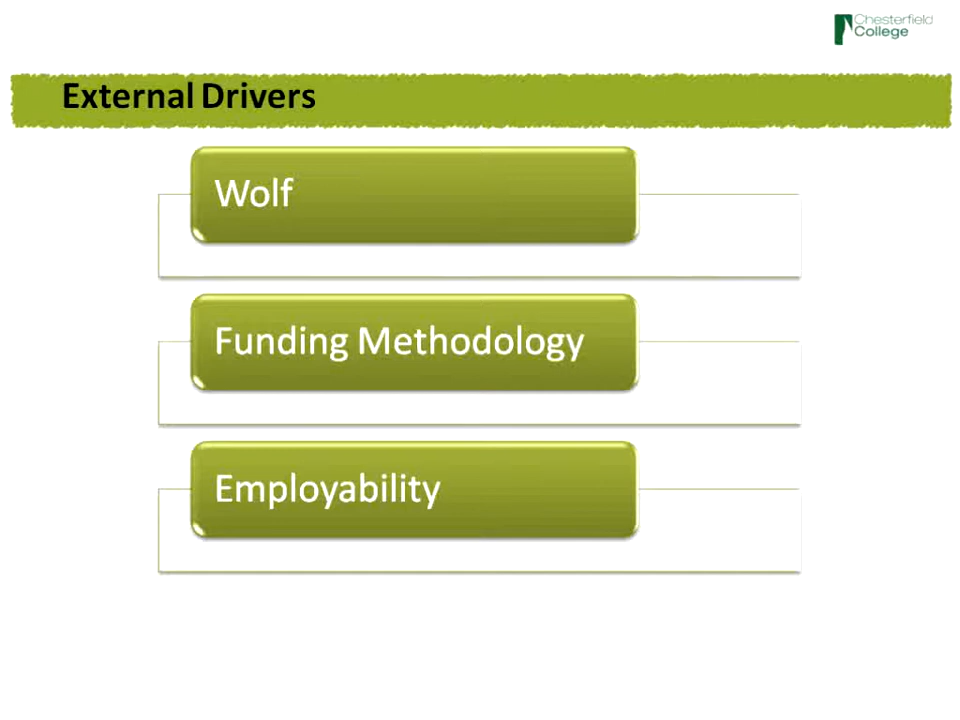 Chesterfield
College
External Drivers
Wolf
Funding Methodology
Employability